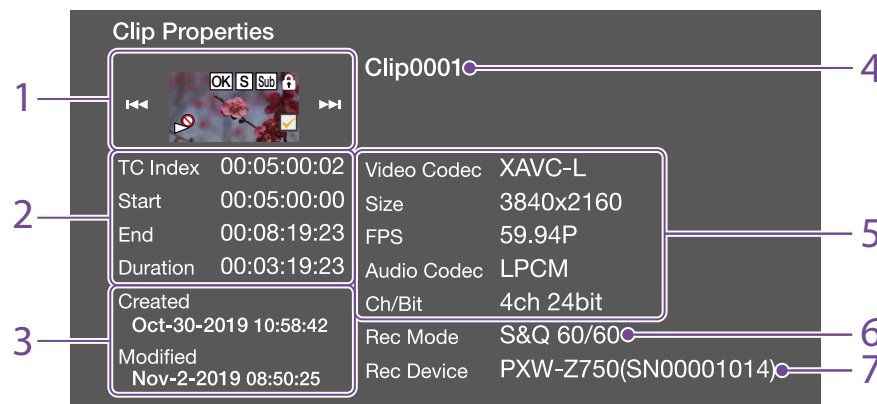 Clip Properties
1
OK S Sub
Clip0001
4
2
TC Index 00:05:00:02
Start 00:05:00:00
End 00:08:19:23
Duration 00:03:19:23
Video Codec XAVC-L
Size 3840x2160
FPS 59.94P
Audio Codec LPCM
Ch/Bit 4ch 24bit
5
3
Created
Oct-30-2019 10:58:42
Modified
Nov-2-2019 08:50:25
Rec Mode S&Q 60/60
6
Rec Device PXW-Z750(SN00001014)
7